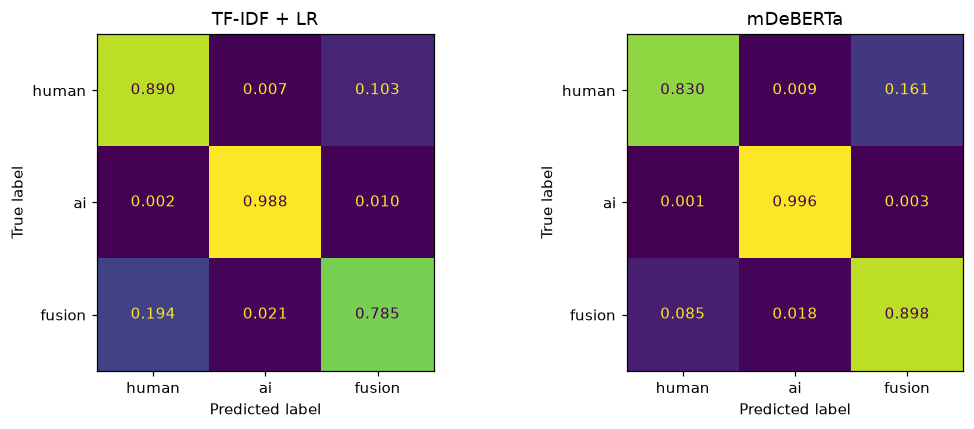 TF-IDF + LR
human 0.890 0.007 0.103
ai 0.002 0.988 0.010
fusion 0.194 0.021 0.785
human ai fusion
Predicted label
True label
mDeBERTa
human 0.830 0.009 0.161
ai 0.001 0.996 0.003
fusion 0.085 0.018 0.898
human ai fusion
Predicted label
True label